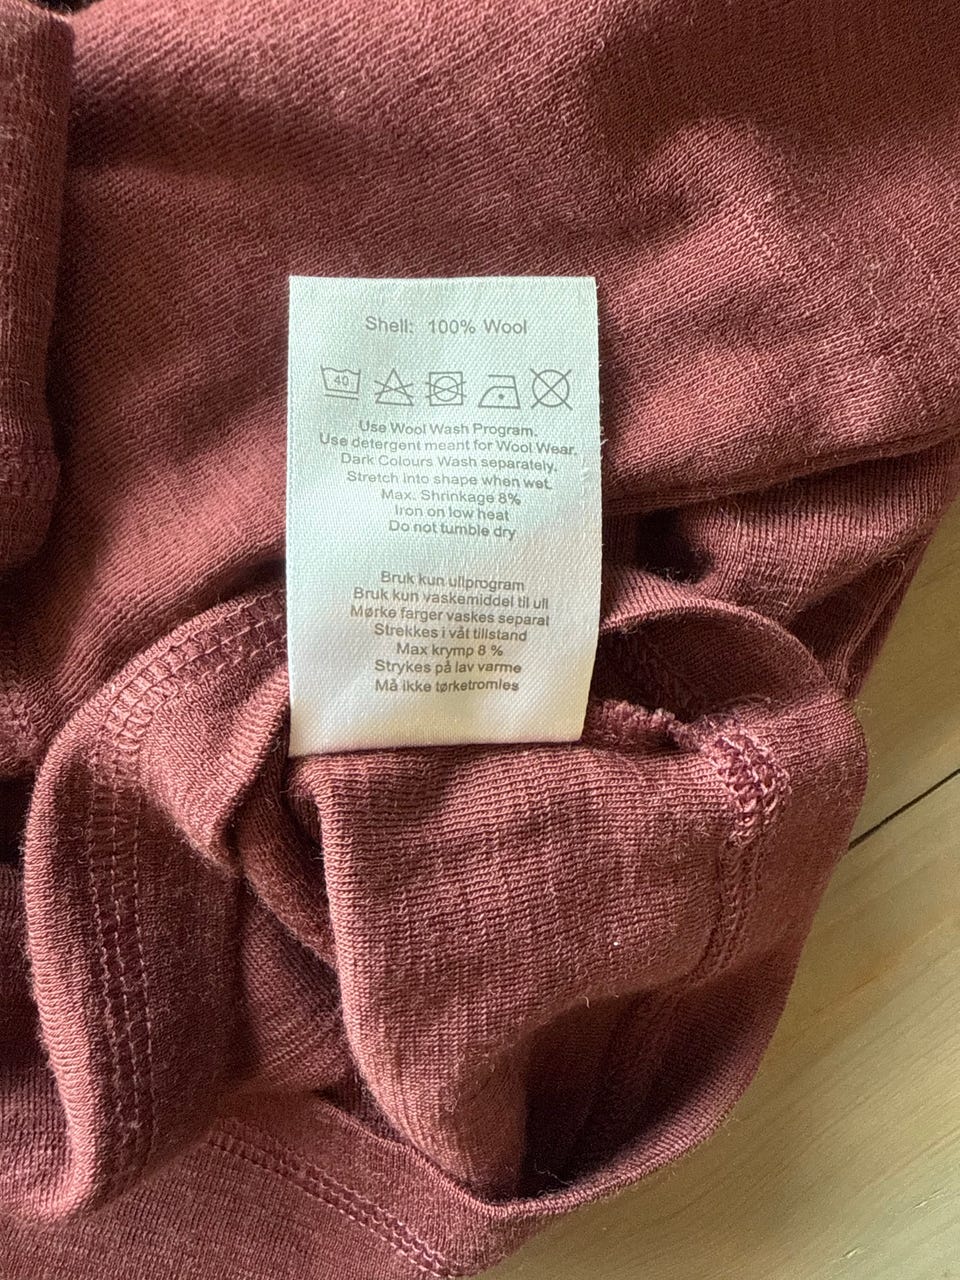 Shell: 100% Wool
40
Use Wool Wash Program.
Use detergent meant for Wool Wear.
Dark Colours Wash separately.
Stretch into shape when wet.
Max. Shrinkage 8%
Iron on low heat
Do not tumble dry
Bruk kun ullprogram
Bruk kun vaskemiddel til ull
Mørke farger vaskes separat
Strekkes i våt tillstand
Max krymp 8 %
Strykes på lav varme
Må ikke tørketromles